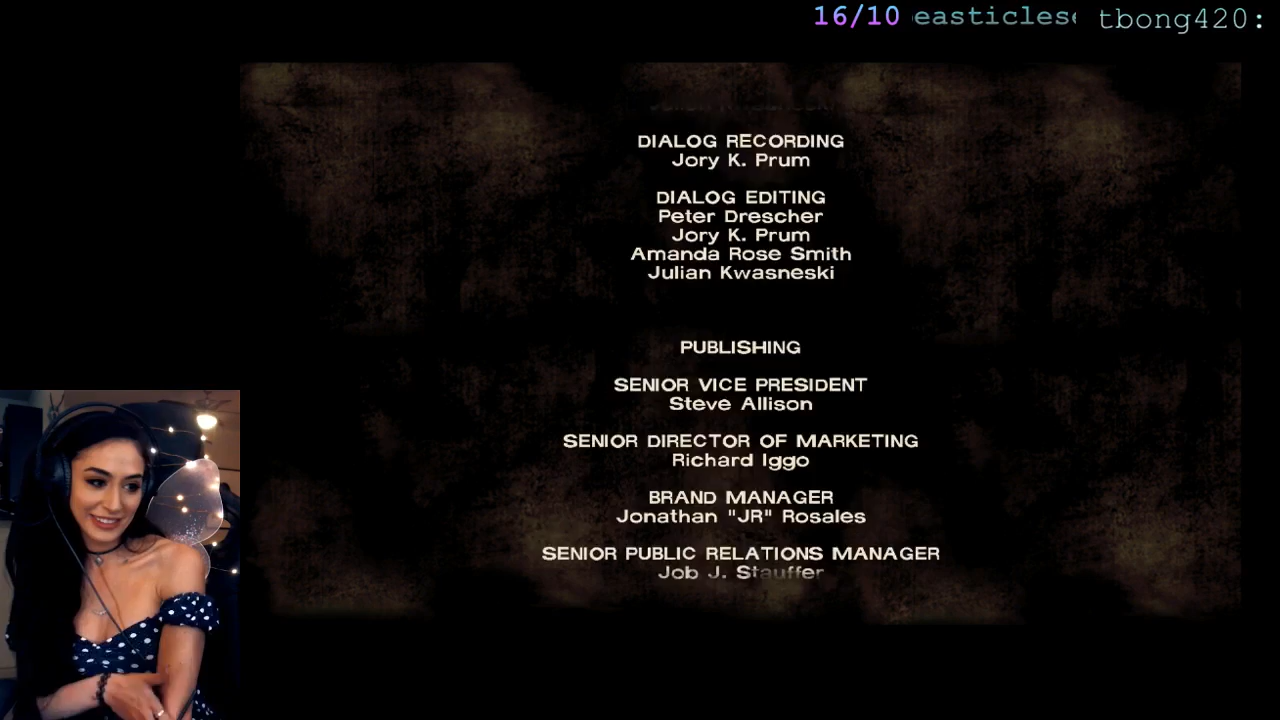 16/10 easticlese tbong420:
DIALOG RECORDING
Jory K. Prum
DIALOG EDITING
Peter Drescher
Jory K. Prum
Amanda Rose Smith
Julian Kwasneski
PUBLISHING
SENIOR VICE PRESIDENT
Steve Allison
SENIOR DIRECTOR OF MARKETING
Richard Iggo
BRAND MANAGER
Jonathan "JR" Rosales
SENIOR PUBLIC RELATIONS MANAGER
Job J. Stauffer